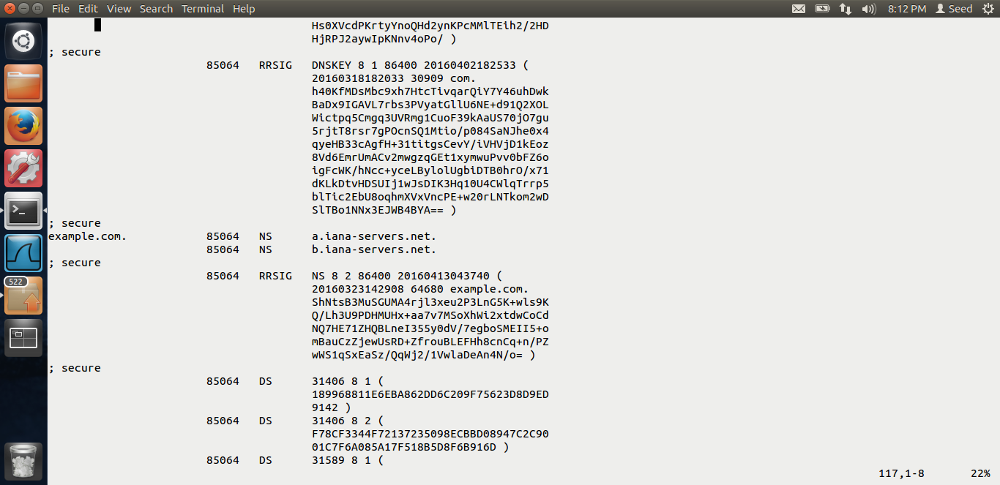 File Edit View Search Terminal Help 8:12 PM Seed
Hs0XVcdPKrtyYnoQHd2ynKPcMMlTEih2/2HD
HjRPJ2aywIpKNnv4oPo/ )
; secure
85064 RRSIG DNSKEY 8 1 86400 20160402182533 (
20160318182033 30909 com.
h40KfMDsMbc9xh7HtcTivqarQiY7Y46uhDwk
BaDx9IGAVL7rbs3PVyatGllU6NE+d91Q2XOL
Wictpq5Cmgq3UVRmg1CuoF39kAaUS70jO7gu
5rjtT8rsr7gPOcnSQ1Mtio/p084SaNJhe0x4
qyeHB33cAgfH+31titgsCevY/iVHVjD1kEoz
8Vd6EmrUmACv2mwgzqGEt1xymwuPvv0bFZ6o
igFcWK/hNcc+yceLBylolUgbiDTB0hrO/x71
dKLkDtvHDSUIj1wJsDIK3Hq10U4CWlqTrrp5
blTic2EbU8oqhmXVxVncPE+w20rLNTkom2wD
SlTBo1NNx3EJWB4BYA== )
; secure
example.com. 85064 NS a.iana-servers.net.
85064 NS b.iana-servers.net.
; secure
85064 RRSIG NS 8 2 86400 20160413043740 (
20160323142908 64680 example.com.
ShNtsB3MuSGUMA4rjl3xeu2P3LnG5K+wls9K
Q/Lh3U9PDHMUHx+aa7v7MSoXhWi2xtdwCoCd
NQ7HE71ZHQBLneI355y0dV/7egboSMEII5+o
mBauCzZjewUsRD+ZfrouBLEFHh8cnCq+n/PZ
wWS1qSxEaSz/QqWj2/1VwlaDeAn4N/o= )
; secure
85064 DS 31406 8 1 (
189968811E6EBA862DD6C209F75623D8D9ED
9142 )
85064 DS 31406 8 2 (
F78CF3344F72137235098ECBBD08947C2C90
01C7F6A085A17F518B5D8F6B916D )
85064 DS 31589 8 1 (
117,1-8 22%
522